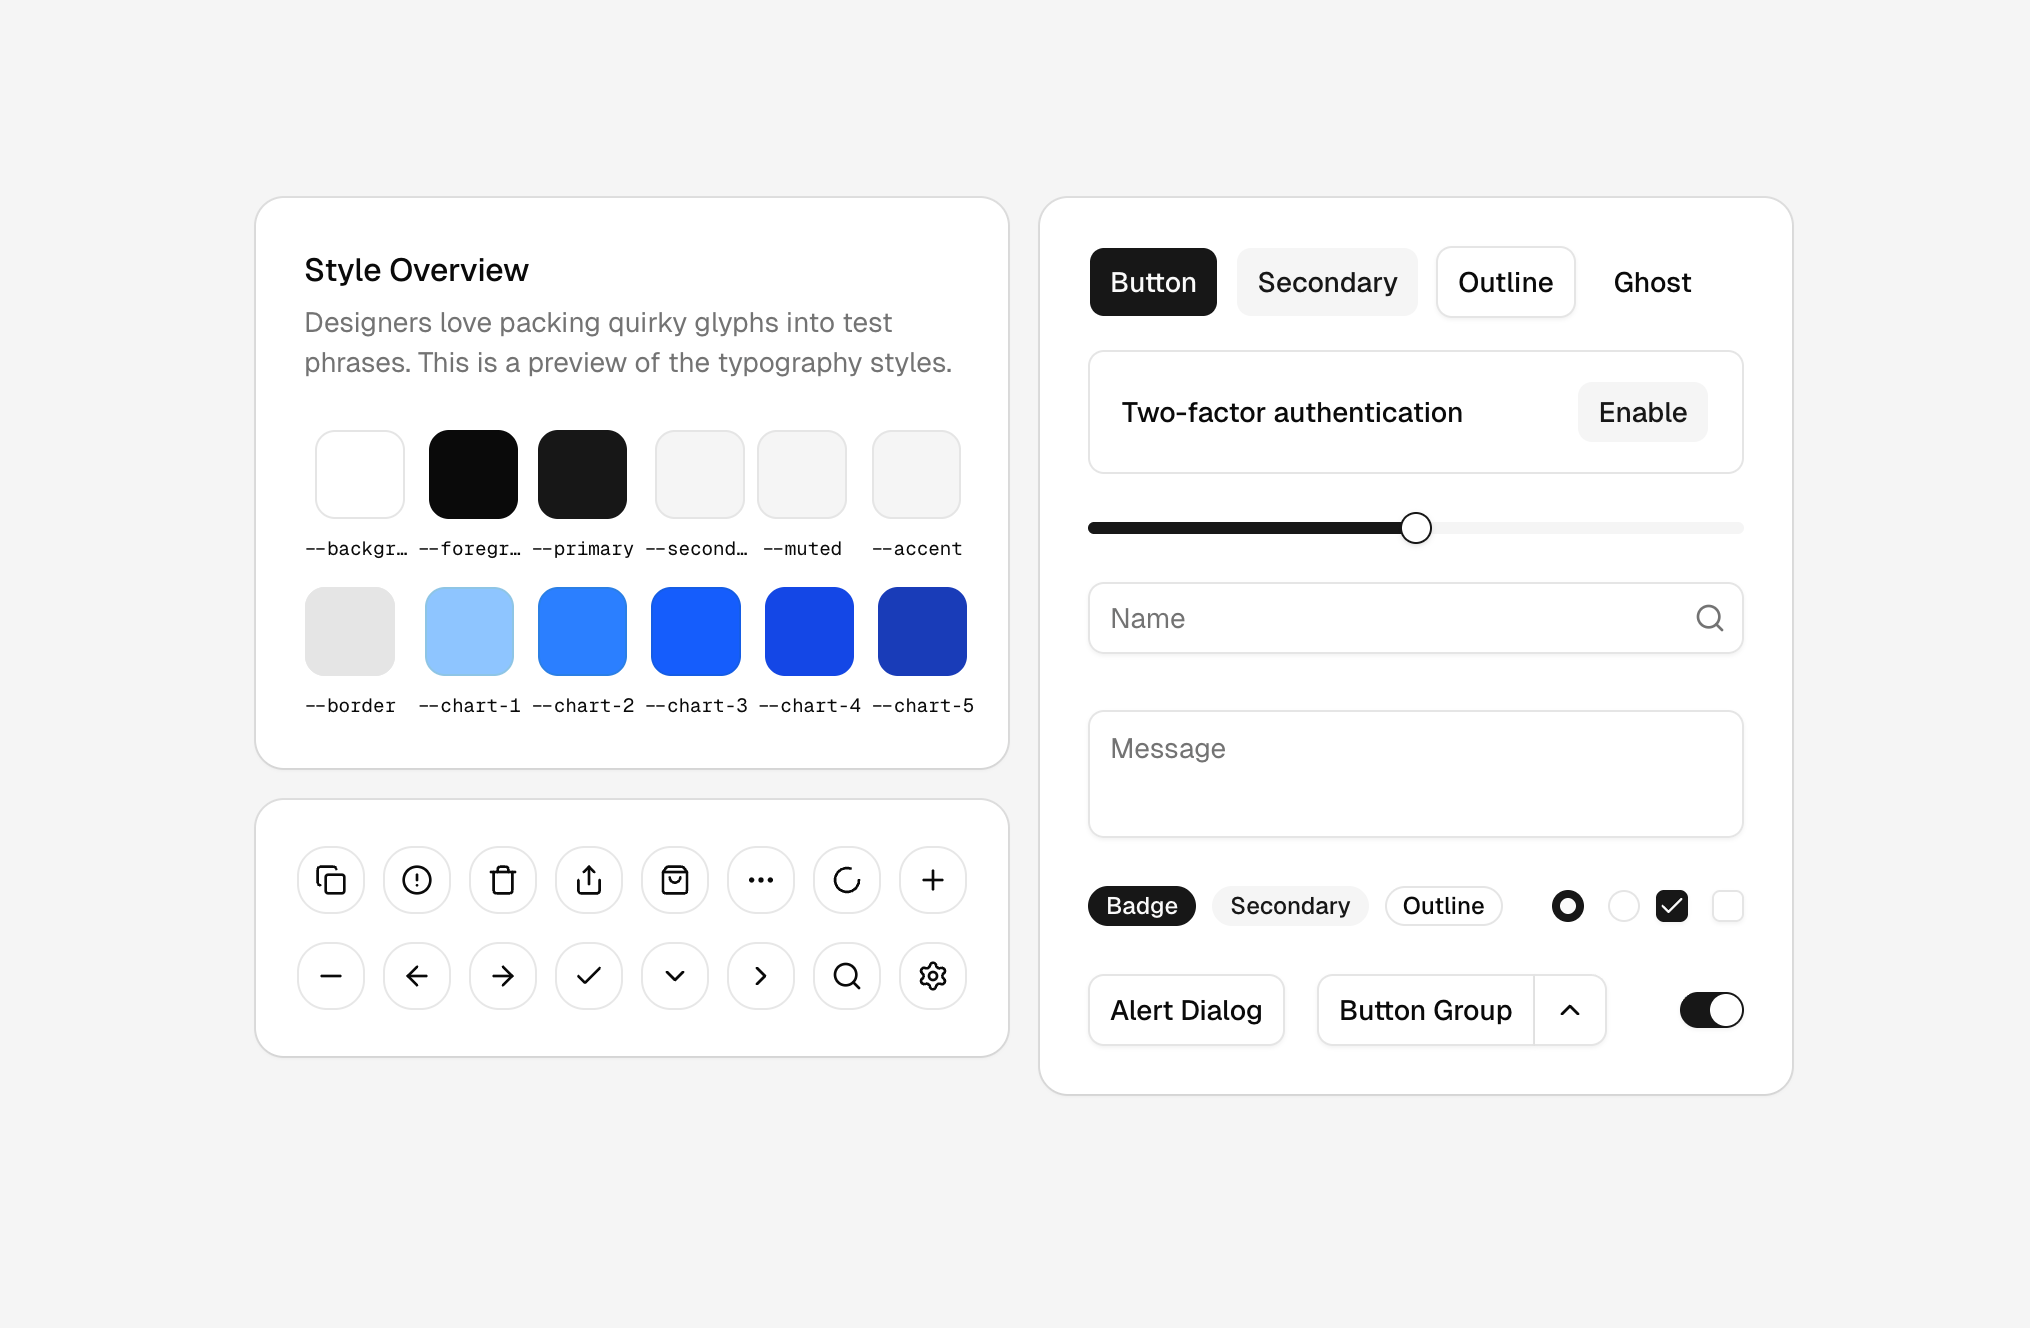 Style Overview
Designers love packing quirky glyphs into test
phrases. This is a preview of the typography styles.
--backgr… --foregr… --primary --second… --muted --accent
--border --chart-1 --chart-2 --chart-3 --chart-4 --chart-5
Button Secondary Outline Ghost
Two-factor authentication Enable
Name
Message
Badge Secondary Outline
Alert Dialog Button Group